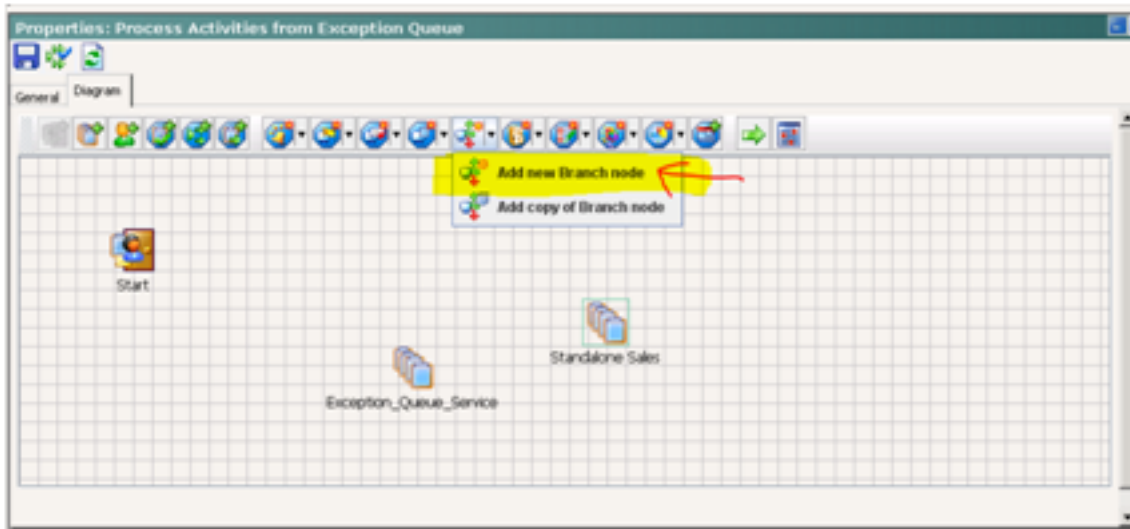 Properties: Process Activities from Exception Queue
General Diagram
Add new Branch node
Add copy of Branch node
Start
Standalone Sales
Exception_Queue_Service